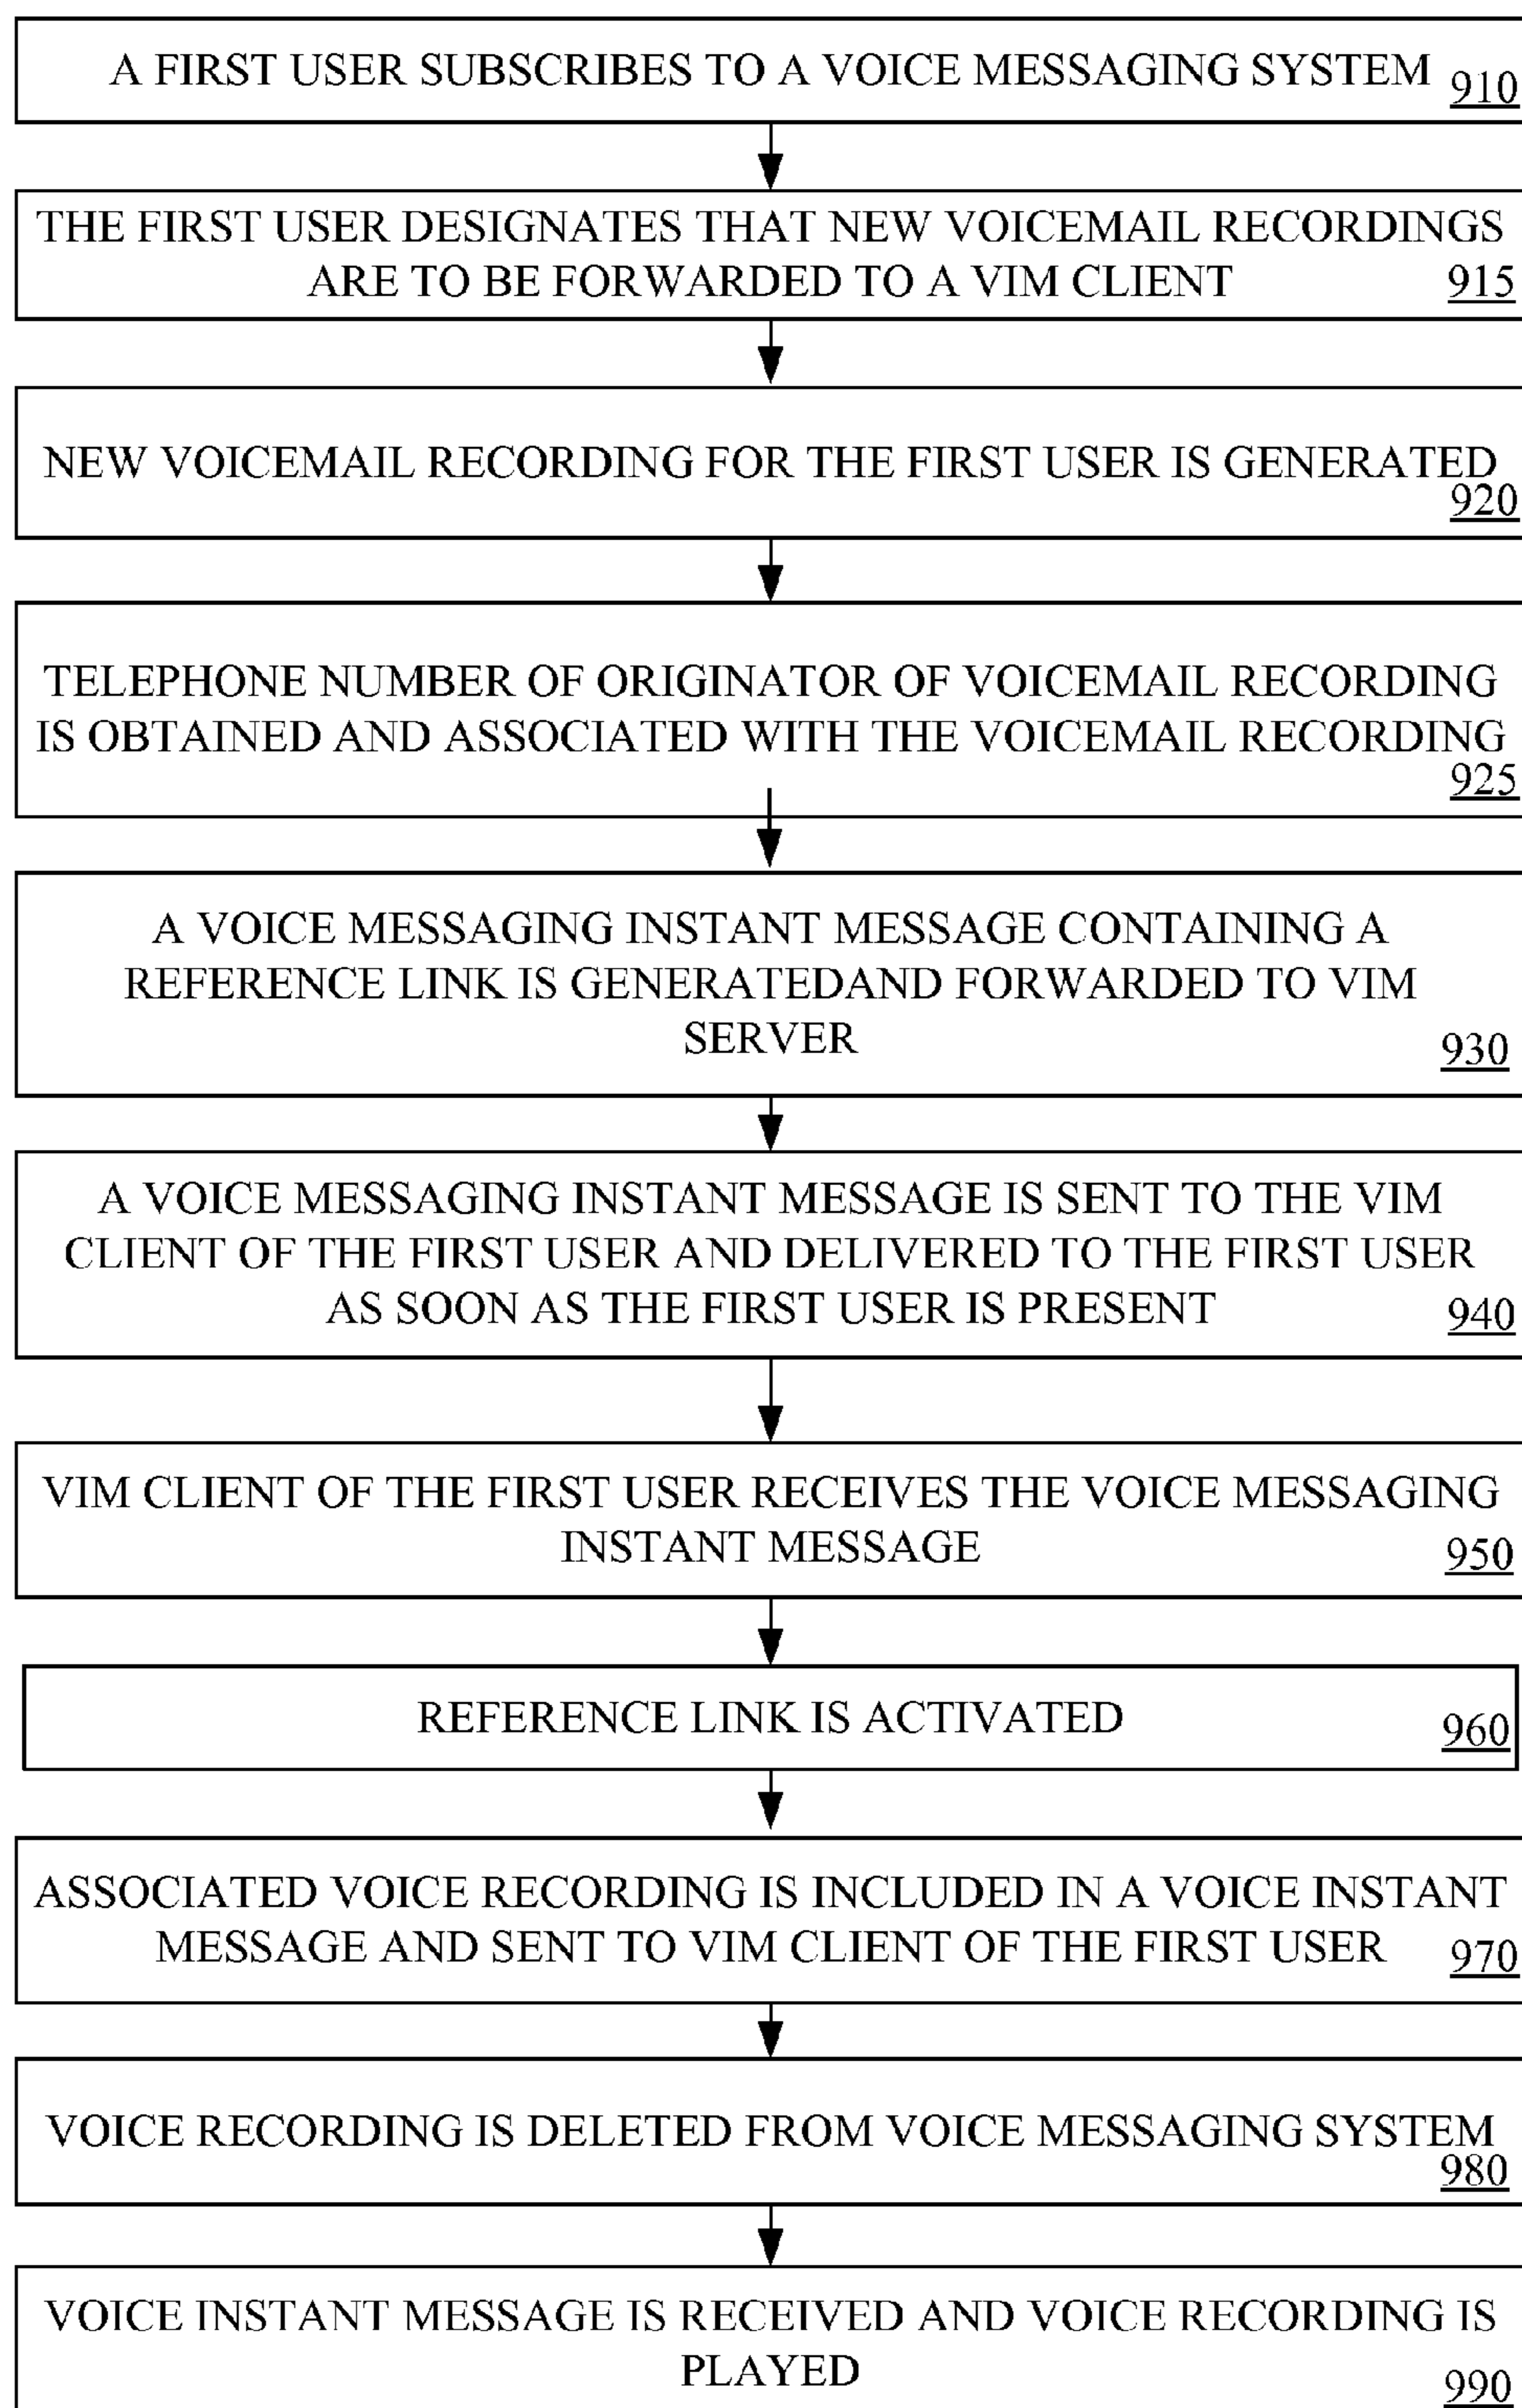 A FIRST USER SUBSCRIBES TO A VOICE MESSAGING SYSTEM 910
THE FIRST USER DESIGNATES THAT NEW VOICEMAIL RECORDINGS
ARE TO BE FORWARDED TO A VIM CLIENT 915
NEW VOICEMAIL RECORDING FOR THE FIRST USER IS GENERATED
920
TELEPHONE NUMBER OF ORIGINATOR OF VOICEMAIL RECORDING
IS OBTAINED AND ASSOCIATED WITH THE VOICEMAIL RECORDING
925
A VOICE MESSAGING INSTANT MESSAGE CONTAINING A
REFERENCE LINK IS GENERATEDAND FORWARDED TO VIM
SERVER 930
A VOICE MESSAGING INSTANT MESSAGE IS SENT TO THE VIM
CLIENT OF THE FIRST USER AND DELIVERED TO THE FIRST USER
AS SOON AS THE FIRST USER IS PRESENT 940
VIM CLIENT OF THE FIRST USER RECEIVES THE VOICE MESSAGING
INSTANT MESSAGE 950
REFERENCE LINK IS ACTIVATED 960
ASSOCIATED VOICE RECORDING IS INCLUDED IN A VOICE INSTANT
MESSAGE AND SENT TO VIM CLIENT OF THE FIRST USER 970
VOICE RECORDING IS DELETED FROM VOICE MESSAGING SYSTEM
980
VOICE INSTANT MESSAGE IS RECEIVED AND VOICE RECORDING IS
PLAYED 990